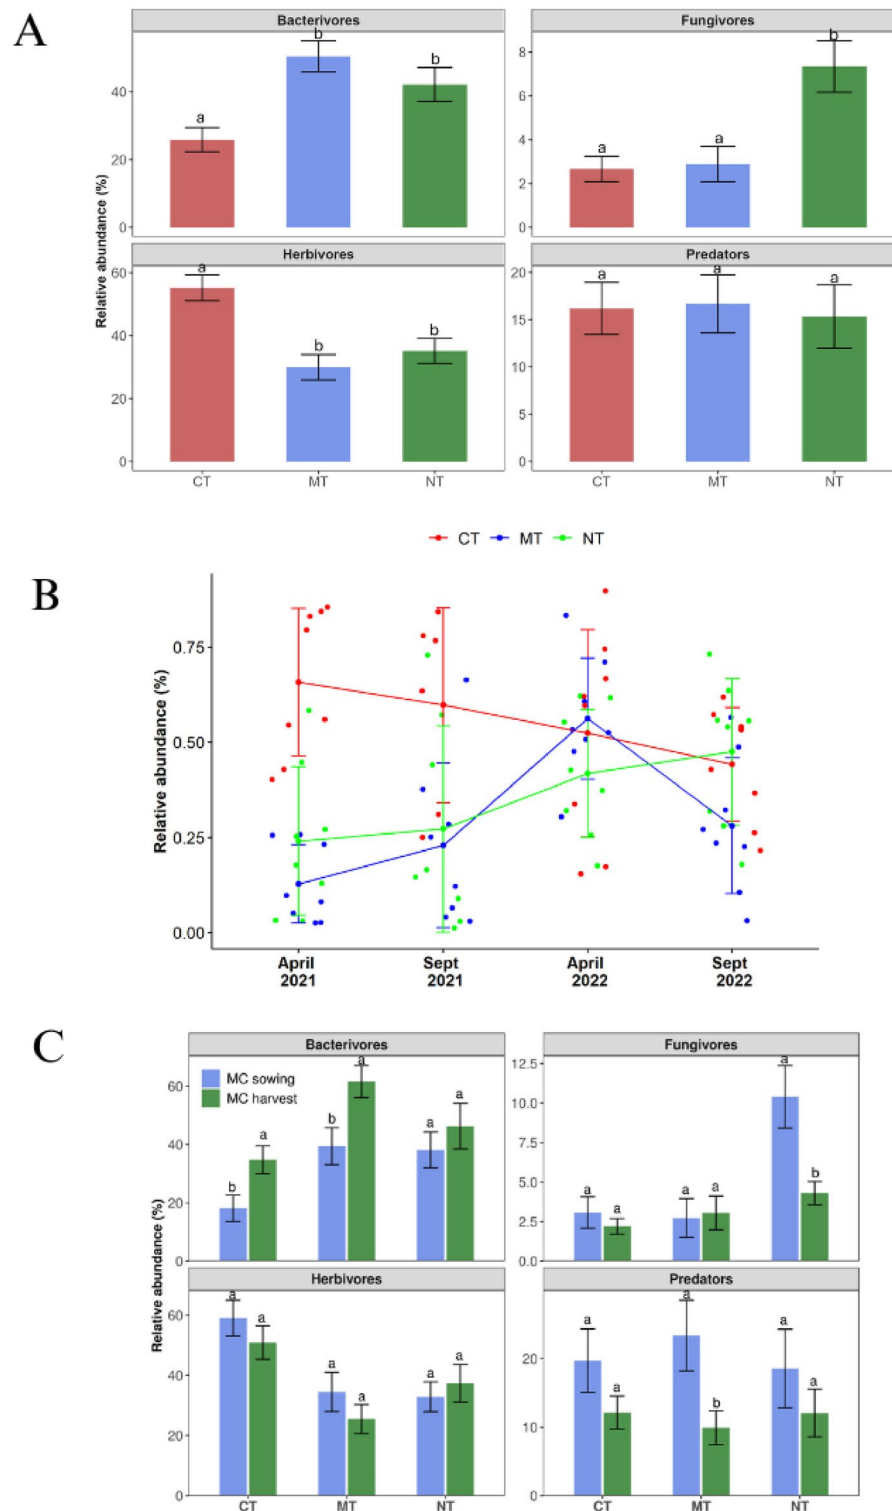 A
Bacterivores
Fungivores
Relative abundance (%)
0
20
40
a
b
b
0
2
4
6
8
a
a
b
Herbivores
Predators
0
20
40
60
a
b
b
0
5
10
15
20
a
a
a
CT
MT
NT
CT
MT
NT
B
CT
MT
NT
Relative abundance (%)
0.75
0.50
0.25
0.00
April
2021
Sept
2021
April
2022
Sept
2022
C
Bacterivores
Fungivores
MC sowing
MC harvest
Relative abundance (%)
60
40
20
0
b
a
b
a
a
a
12.5
10.0
7.5
5.0
2.5
0.0
a
a
a
a
a
b
Herbivores
Predators
60
40
20
0
a
a
a
a
a
a
20
10
0
a
a
a
b
a
a
CT
MT
NT
CT
MT
NT